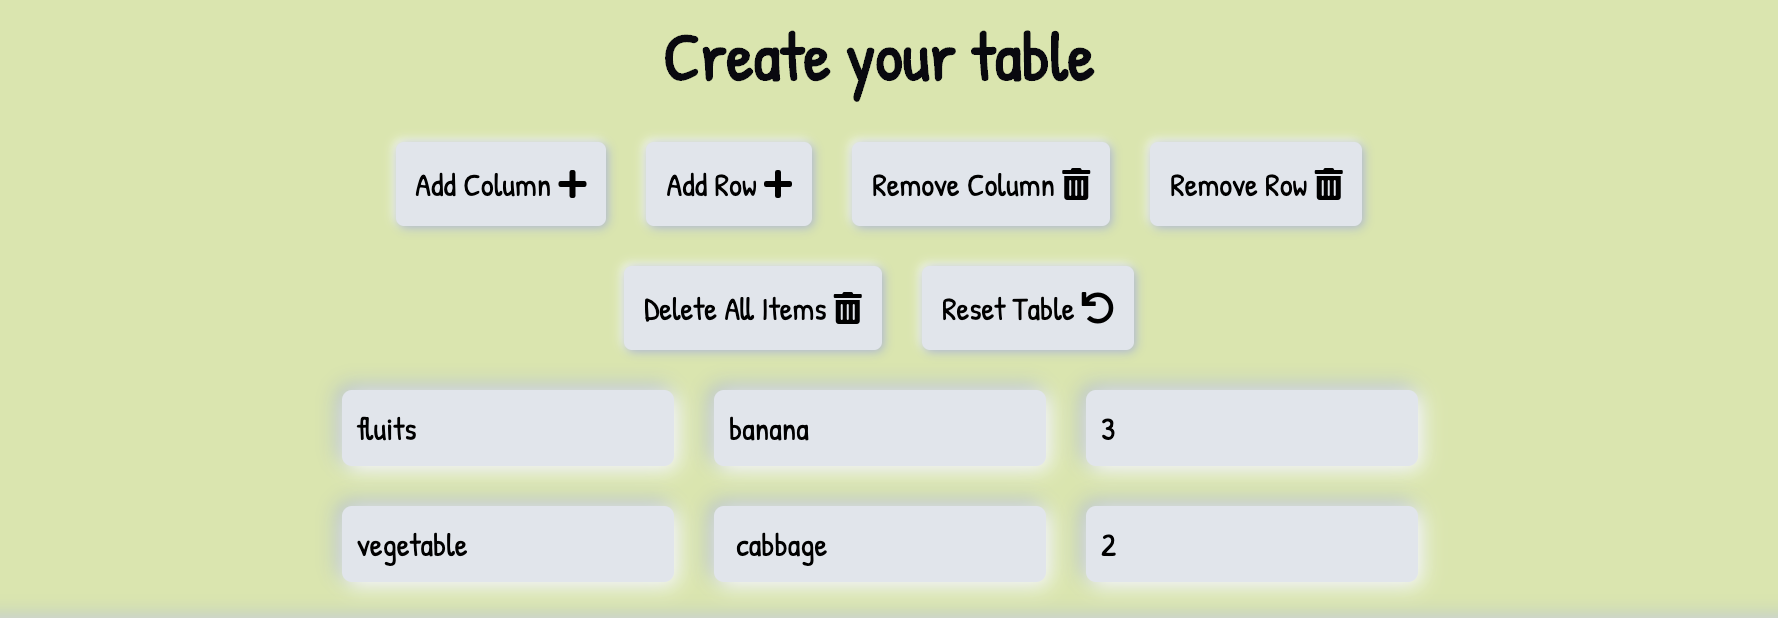 Create your table
Add Column Add Row Remove Column Remove Row
Delete All Items Reset Table
fluits banana 3
vegetable cabbage 2